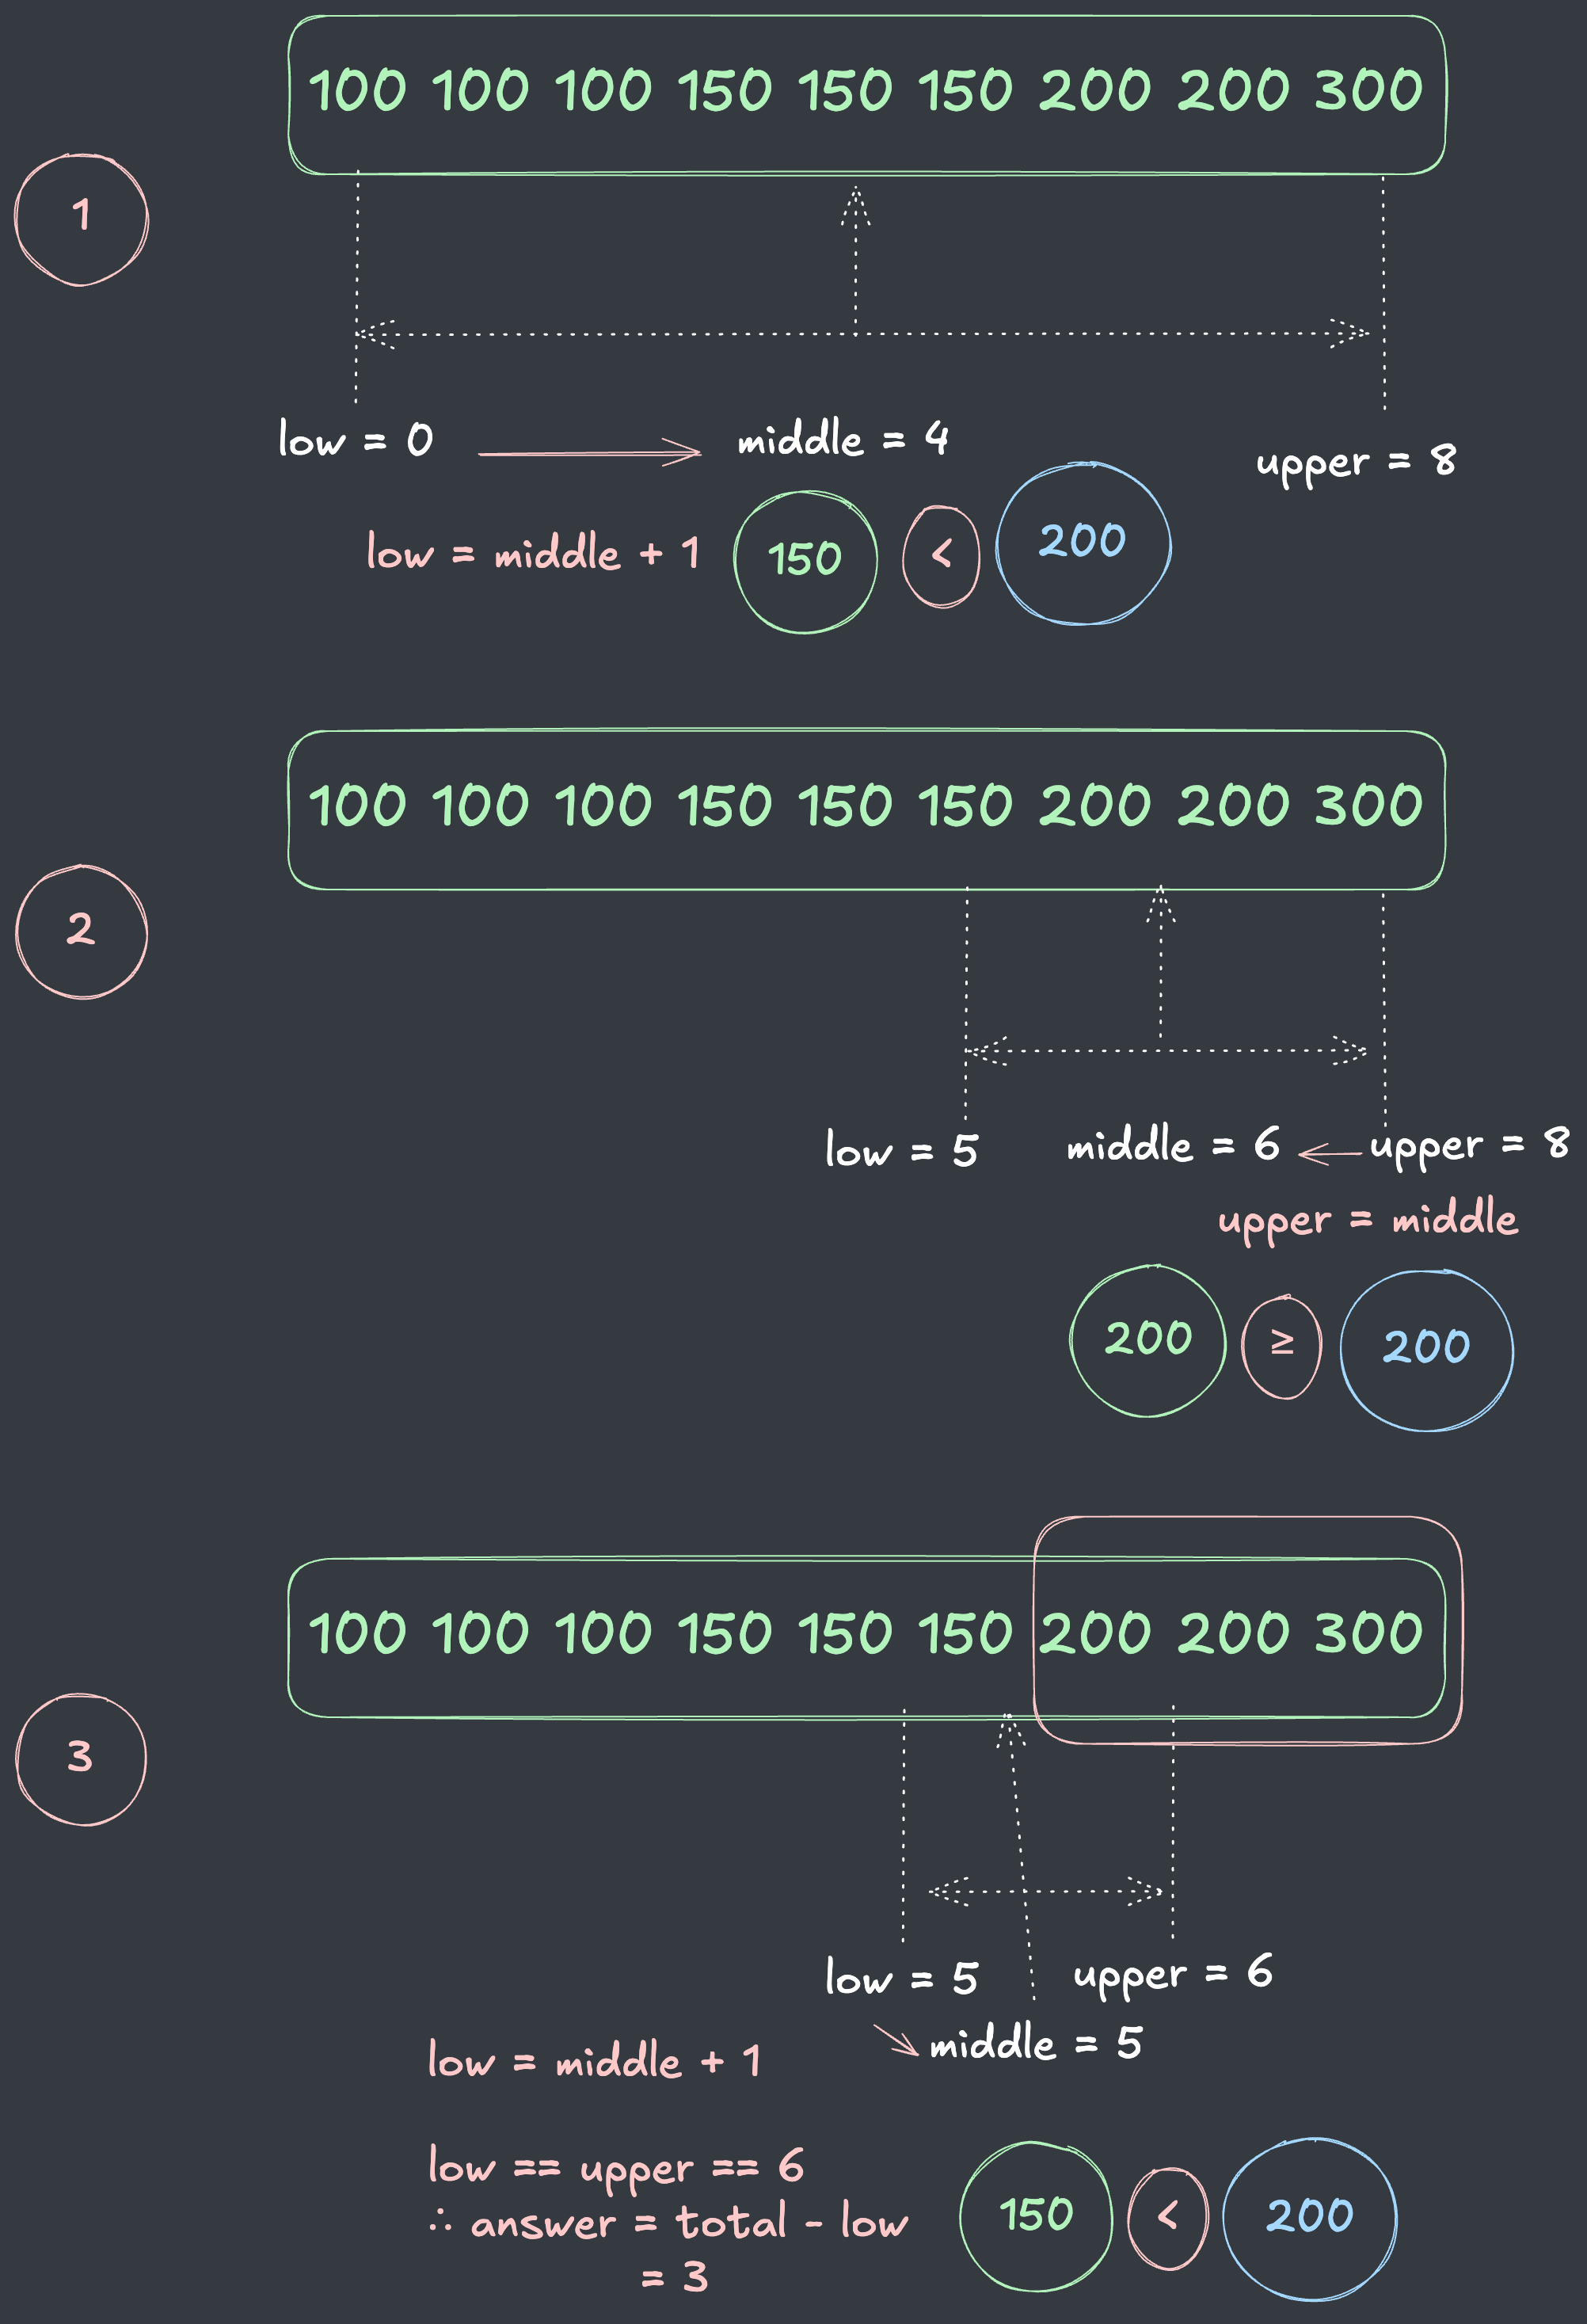 100 100 100 150 150 150 200 200 300
1
low = 0
middle = 4
upper = 8
low = middle + 1
150 < 200
100 100 100 150 150 150 200 200 300
2
low = 5
middle = 6
upper = 8
upper = middle
200 ≥ 200
100 100 100 150 150 150 200 200 300
3
low = 5
upper = 6
middle = 5
low = middle + 1
low == upper == 6
∴ answer = total - low
= 3
150 < 200